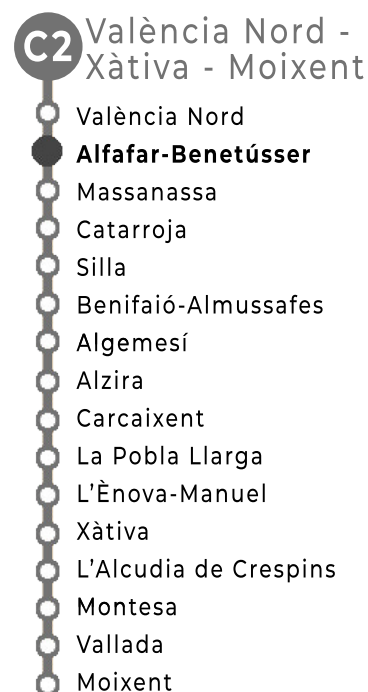 C2
València Nord -
Xàtiva - Moixent
València Nord
Alfafar-Benetússer
Massanassa
Catarroja
Silla
Benifaió-Almussafes
Algemesí
Alzira
Carcaixent
La Pobla Llarga
L’Ènova-Manuel
Xàtiva
L’Alcudia de Crespins
Montesa
Vallada
Moixent